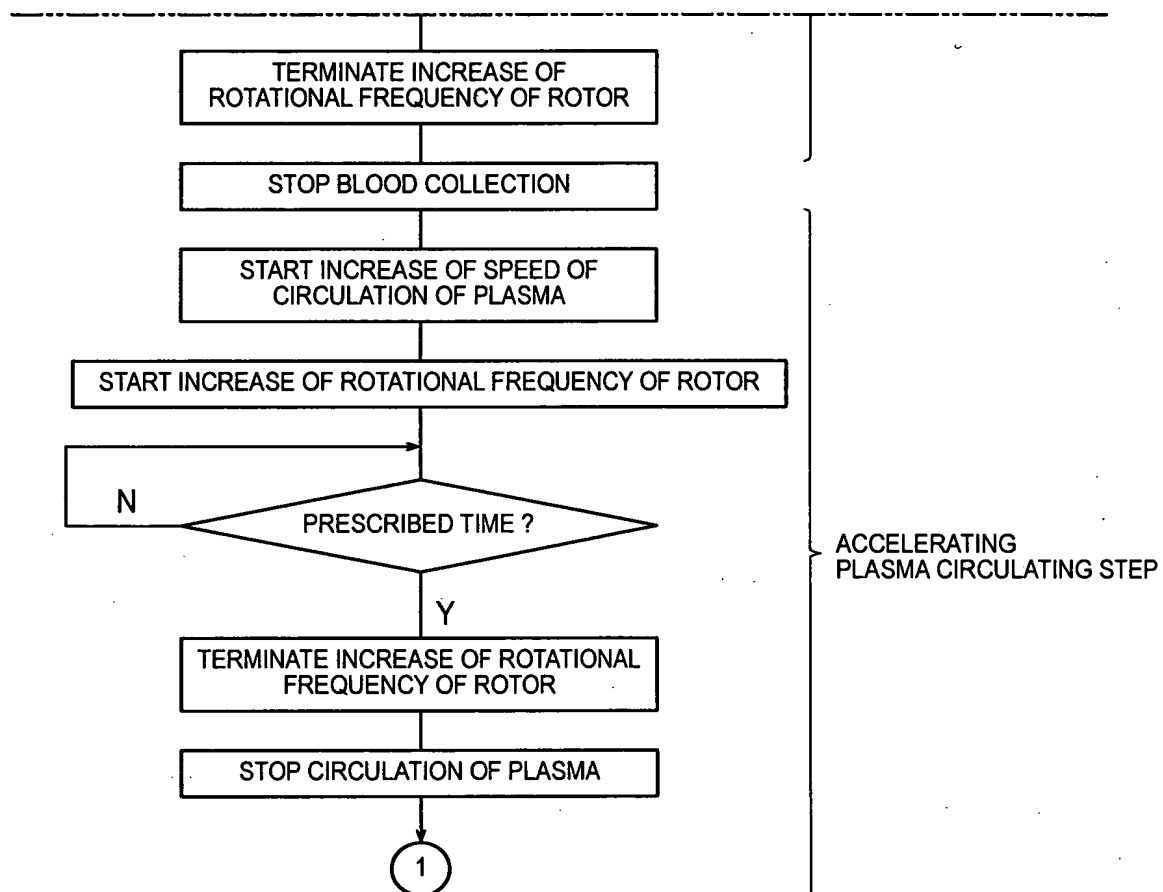 TERMINATE INCREASE OF
ROTATIONAL FREQUENCY OF ROTOR
STOP BLOOD COLLECTION
START INCREASE OF SPEED OF
CIRCULATION OF PLASMA
START INCREASE OF ROTATIONAL FREQUENCY OF ROTOR
N
PRESCRIBED TIME ?
ACCELERATING
PLASMA CIRCULATING STEP
Y
TERMINATE INCREASE OF ROTATIONAL
FREQUENCY OF ROTOR
STOP CIRCULATION OF PLASMA
1